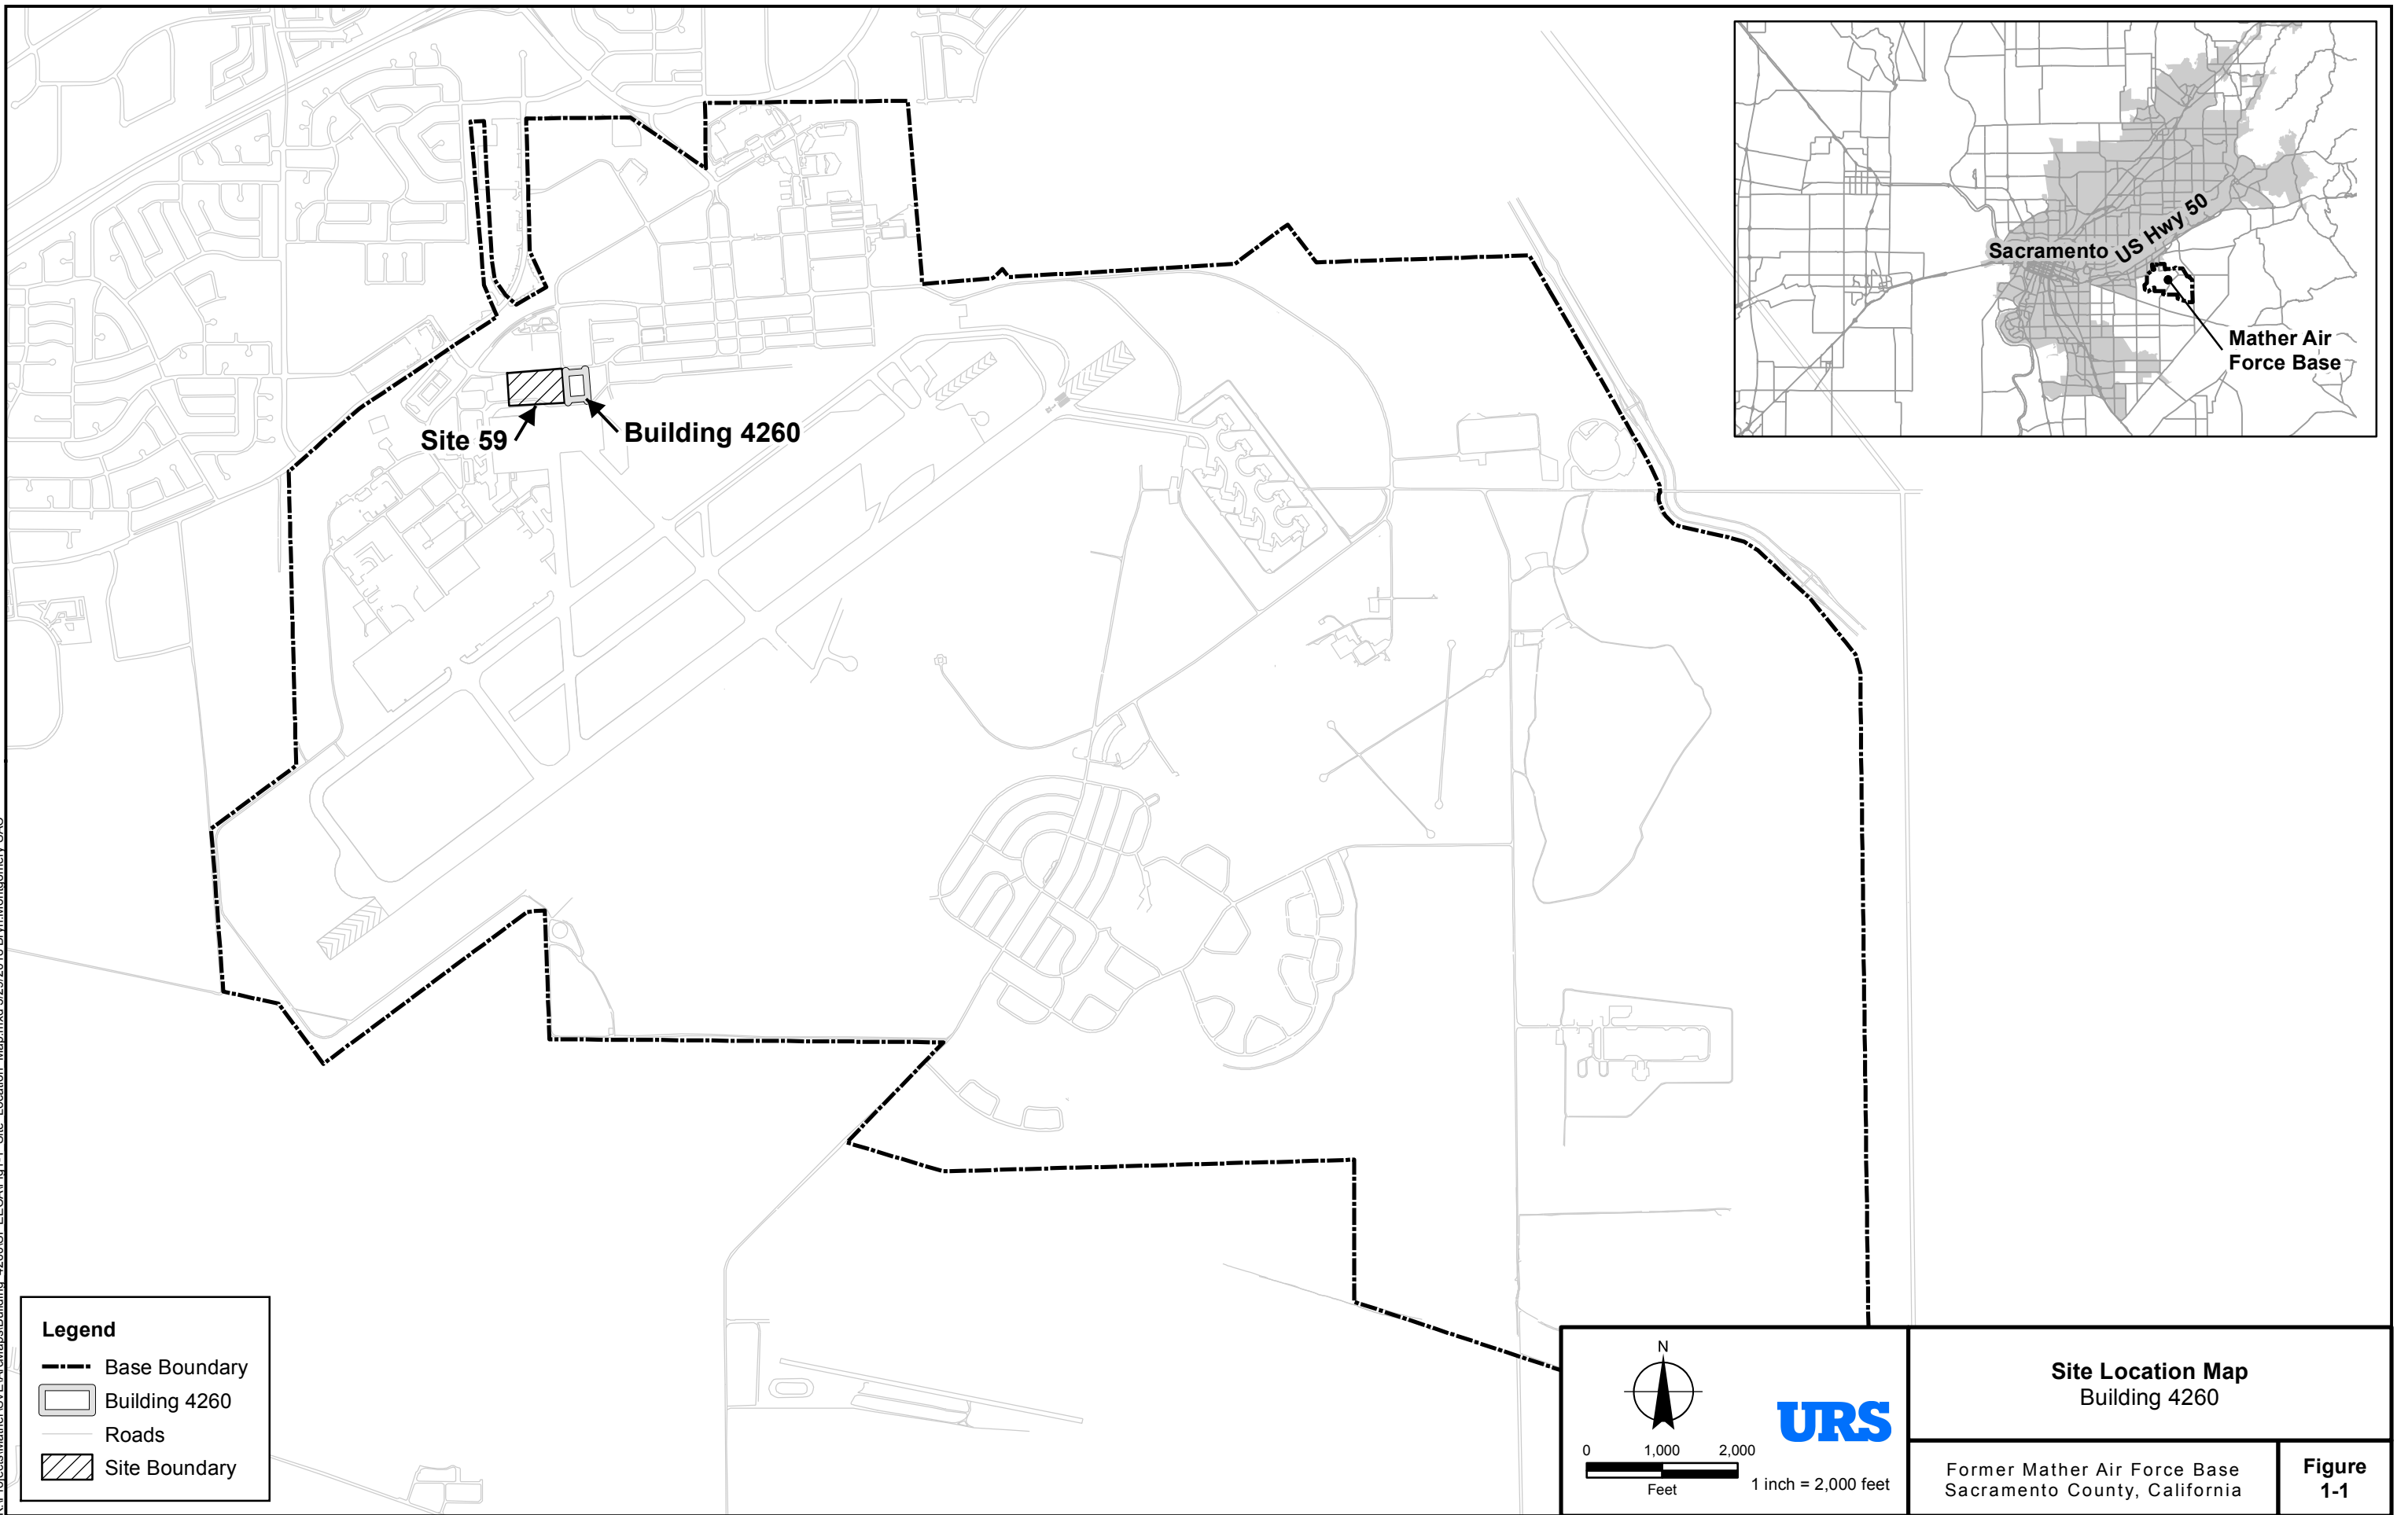 Sacramento
US Hwy 50
Mather Air
Force Base
Site 59
Building 4260
Legend
Base Boundary
Building 4260
Roads
Site Boundary
N
0 1,000 2,000
Feet
1 inch = 2,000 feet
URS
Site Location Map
Building 4260
Former Mather Air Force Base
Sacramento County, California
Figure
1-1